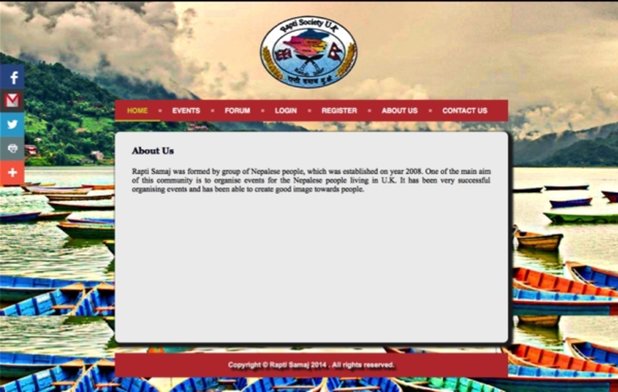 Rapti Society U.K
HOME EVENTS FORUM LOGIN REGISTER ABOUT US CONTACT US
About Us
Rapti Samaj was formed by group of Nepalese people, which was established on year 2008. One of the main aim
of this community is to organise events for the Nepalese people living in U.K. It has been very successful
organising events and has been able to create good image towards people.
Copyright © Rapti Samaj 2014 . All rights reserved.